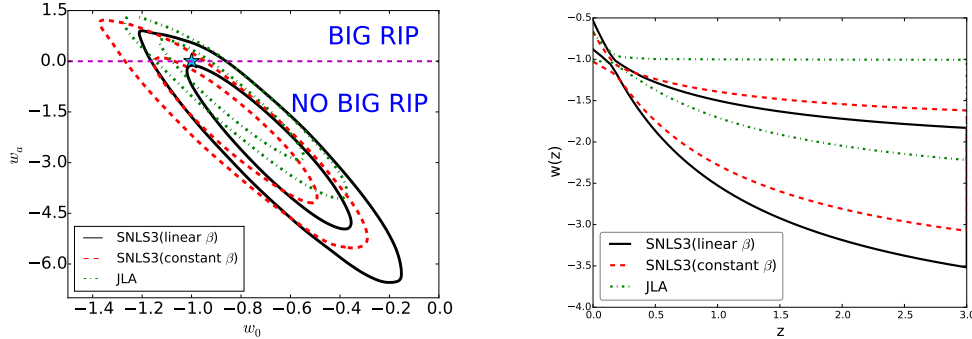 1.5
0.0
−1.5
−3.0
−4.5
−6.0
w_a
BIG RIP
NO BIG RIP
SNLS3(linear β)
SNLS3(constant β)
JLA
−1.4 −1.2 −1.0 −0.8 −0.6 −0.4 −0.2 0.0
w_0
−0.5
−1.0
−1.5
−2.0
−2.5
−3.0
−3.5
−4.0
w(z)
SNLS3(linear β)
SNLS3(constant β)
JLA
0.0 0.5 1.0 1.5 2.0 2.5 3.0
z